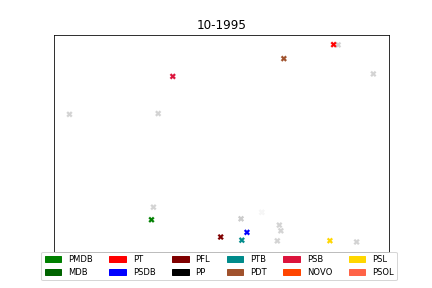 10-1995
PMDB PT PFL PTB PSB PSL
MDB PSDB PP PDT NOVO PSOL